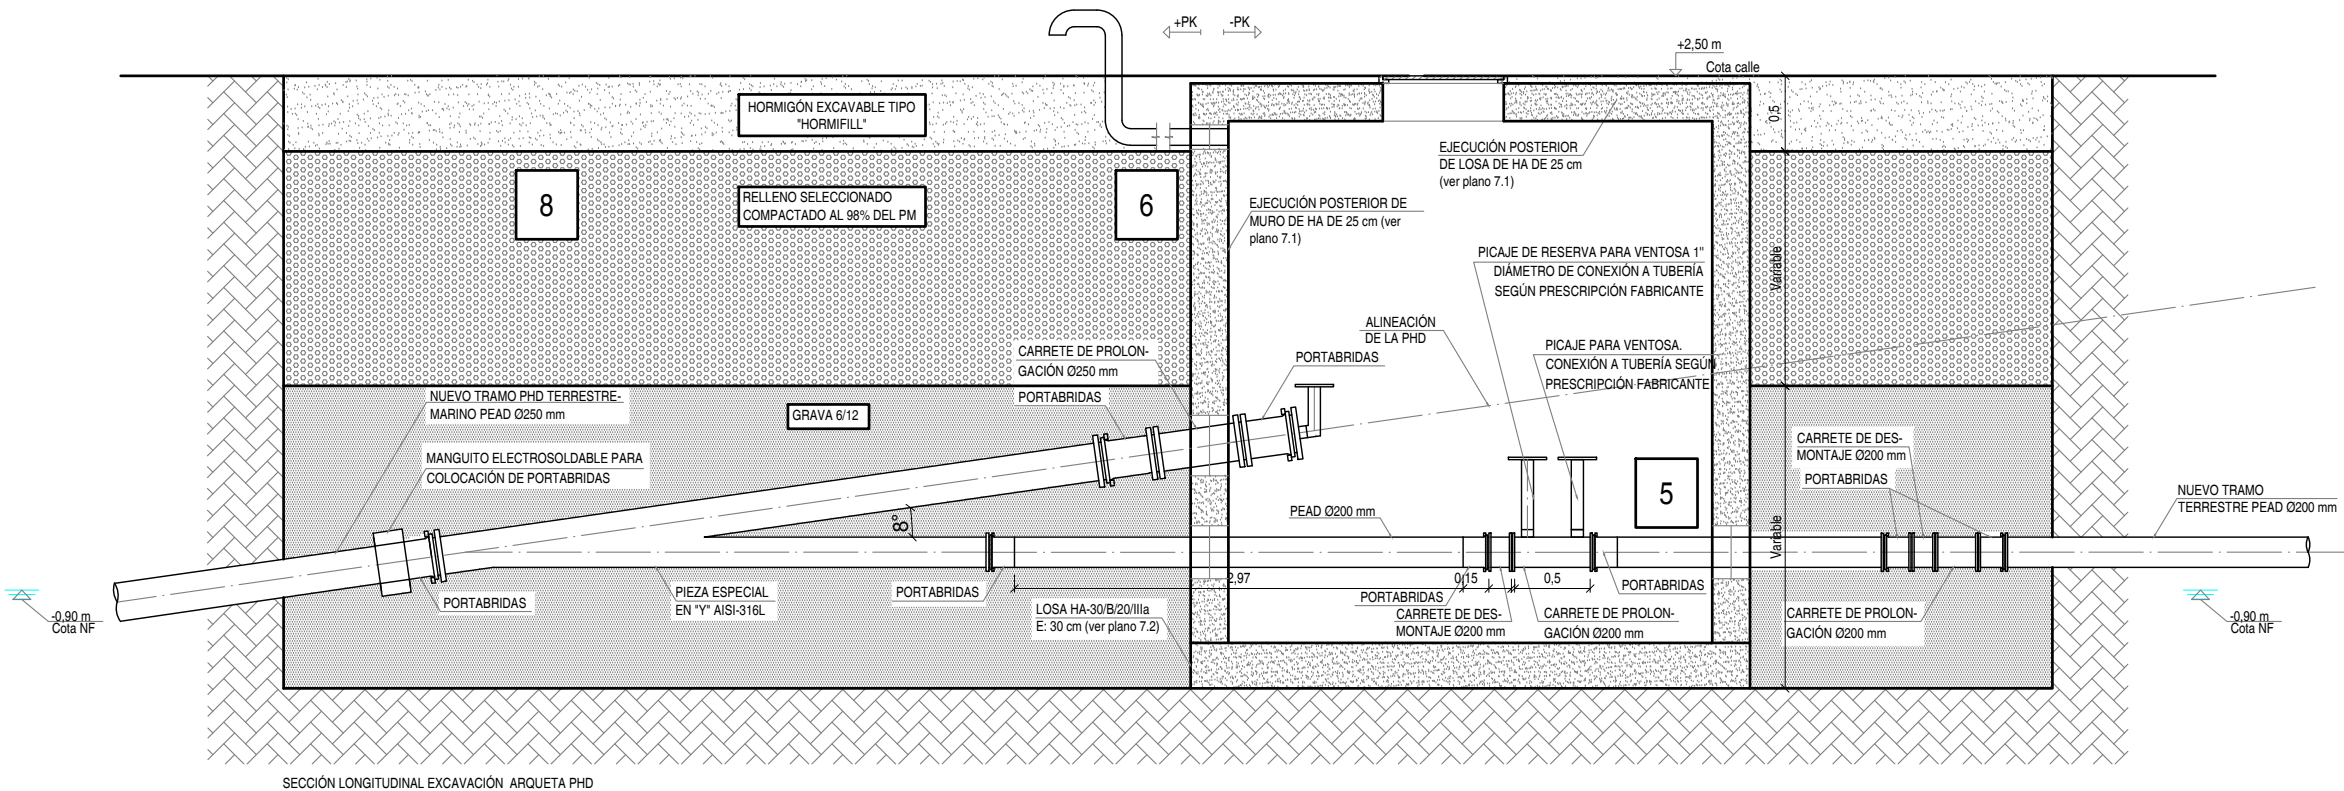 +PK
-PK
+2,50 m
Cota calle
HORMIGÓN EXCAVABLE TIPO
"HORMIFILL"
0,5
EJECUCIÓN POSTERIOR
DE LOSA DE HA DE 25 cm
(ver plano 7.1)
8
RELLENO SELECCIONADO
COMPACTADO AL 98% DEL PM
6
EJECUCIÓN POSTERIOR DE
MURO DE HA DE 25 cm (ver
plano 7.1)
PICAJE DE RESERVA PARA VENTOSA 1"
DIÁMETRO DE CONEXIÓN A TUBERÍA
SEGÚN PRESCRIPCIÓN FABRICANTE
Variable
ALINEACIÓN
DE LA PHD
PICAJE PARA VENTOSA.
CONEXIÓN A TUBERÍA SEGÚN
PRESCRIPCIÓN FABRICANTE
CARRETE DE PROLON-
GACIÓN Ø250 mm
PORTABRIDAS
PORTABRIDAS
NUEVO TRAMO PHD TERRESTRE-
MARINO PEAD Ø250 mm
GRAVA 6/12
MANGUITO ELECTROSOLDABLE PARA
COLOCACIÓN DE PORTABRIDAS
CARRETE DE DES-
MONTAJE Ø200 mm
PORTABRIDAS
5
NUEVO TRAMO
TERRESTRE PEAD Ø200 mm
8°
PEAD Ø200 mm
Variable
2,97
0,15
0,5
PORTABRIDAS
PORTABRIDAS
PIEZA ESPECIAL
EN "Y" AISI-316L
PORTABRIDAS
PORTABRIDAS
LOSA HA-30/B/20/IIIa
E: 30 cm (ver plano 7.2)
CARRETE DE DES-
MONTAJE Ø200 mm
CARRETE DE PROLON-
GACIÓN Ø200 mm
CARRETE DE PROLON-
GACIÓN Ø200 mm
-0,90 m
Cota NF
-0,90 m
Cota NF
SECCIÓN LONGITUDINAL EXCAVACIÓN ARQUETA PHD